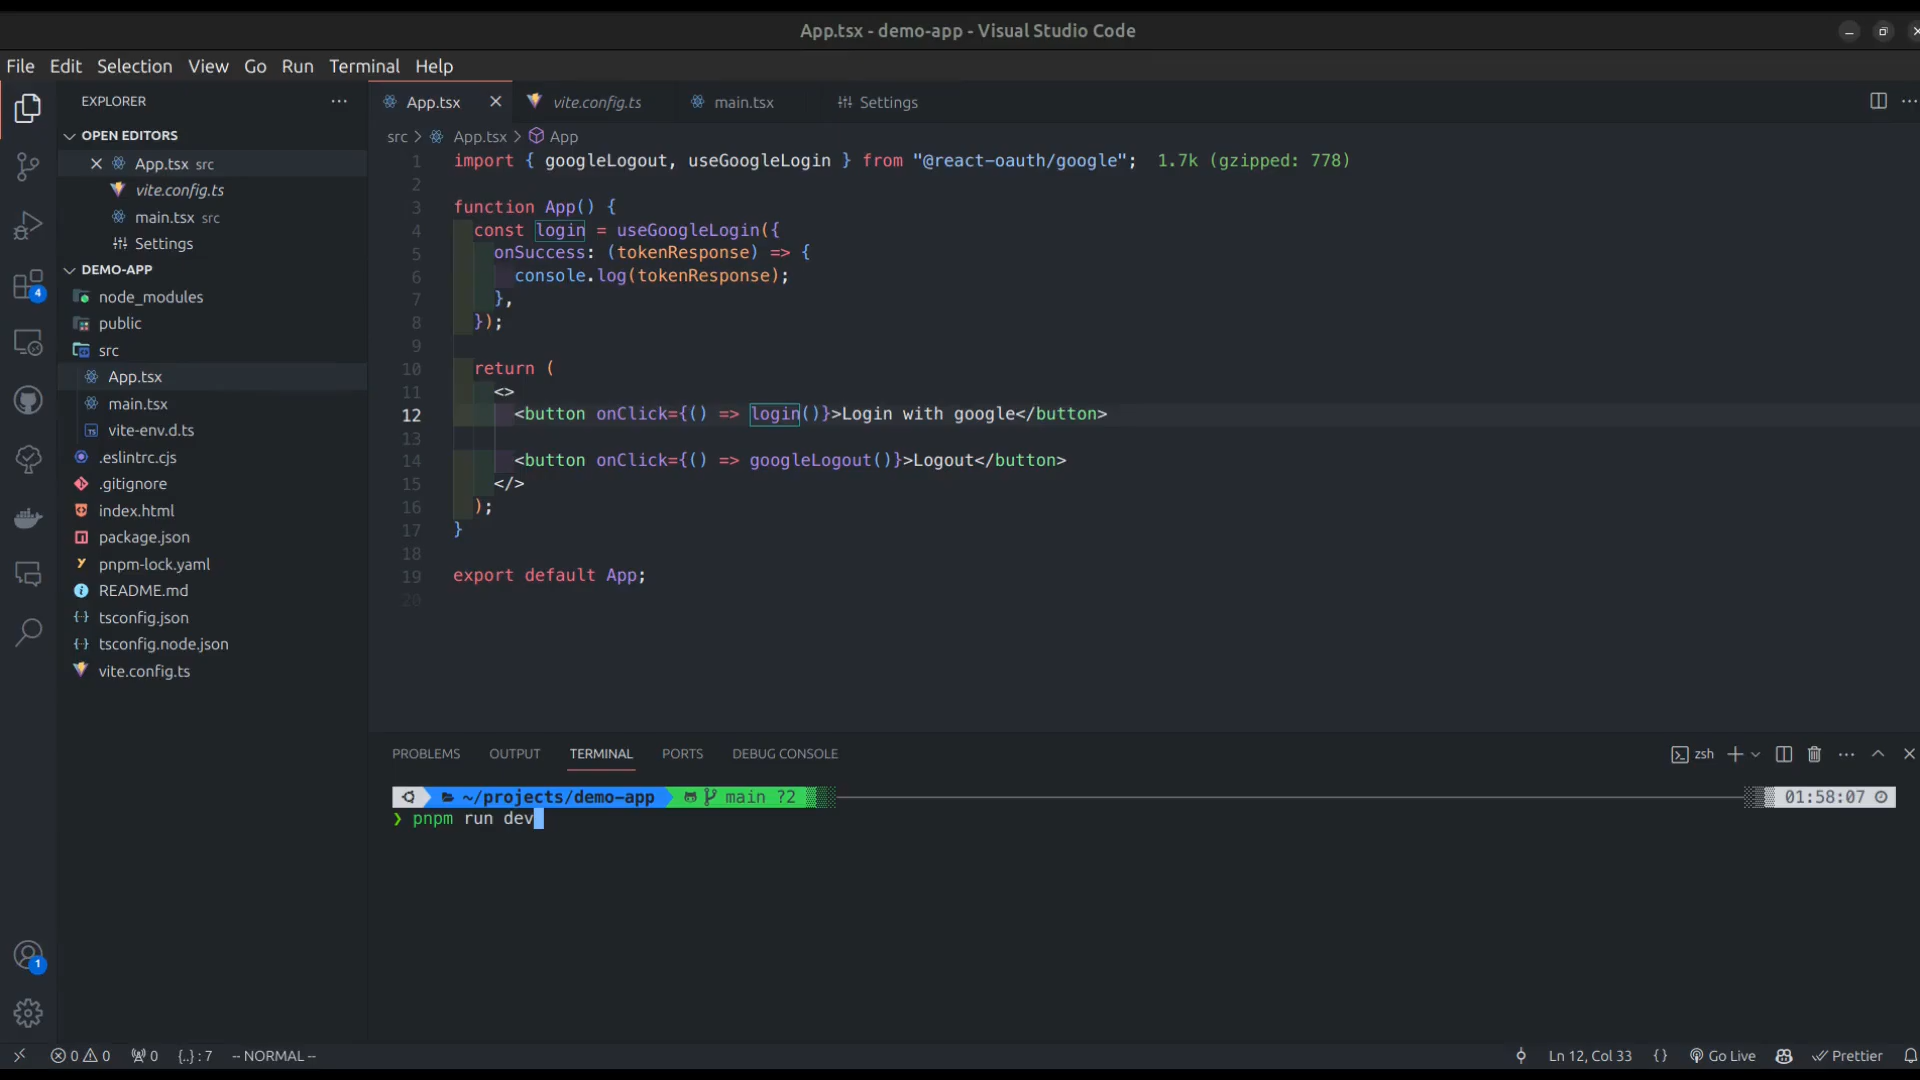 App.tsx - demo-app - Visual Studio Code
File Edit Selection View Go Run Terminal Help
EXPLORER
OPEN EDITORS
App.tsx src
vite.config.ts
main.tsx src
Settings
DEMO-APP
node_modules
public
src
App.tsx
main.tsx
vite-env.d.ts
.eslintrc.cjs
.gitignore
index.html
package.json
pnpm-lock.yaml
README.md
tsconfig.json
tsconfig.node.json
vite.config.ts
4
1
App.tsx vite.config.ts main.tsx Settings
src > App.tsx > App
1 import { googleLogout, useGoogleLogin } from "@react-oauth/google"; 1.7k (gzipped: 778)
2
3 function App() {
4 const login = useGoogleLogin({
5 onSuccess: (tokenResponse) => {
6 console.log(tokenResponse);
7 },
8 });
9
10 return (
11 <>
12 <button onClick={() => login()}>Login with google</button>
13
14 <button onClick={() => googleLogout()}>Logout</button>
15 </>
16 );
17 }
18
19 export default App;
20
PROBLEMS OUTPUT TERMINAL PORTS DEBUG CONSOLE zsh
~/projects/demo-app main ?2 01:58:07
❯ pnpm run dev
0 0 0 {..} : 7 -- NORMAL -- Ln 12, Col 33 {} Go Live Prettier